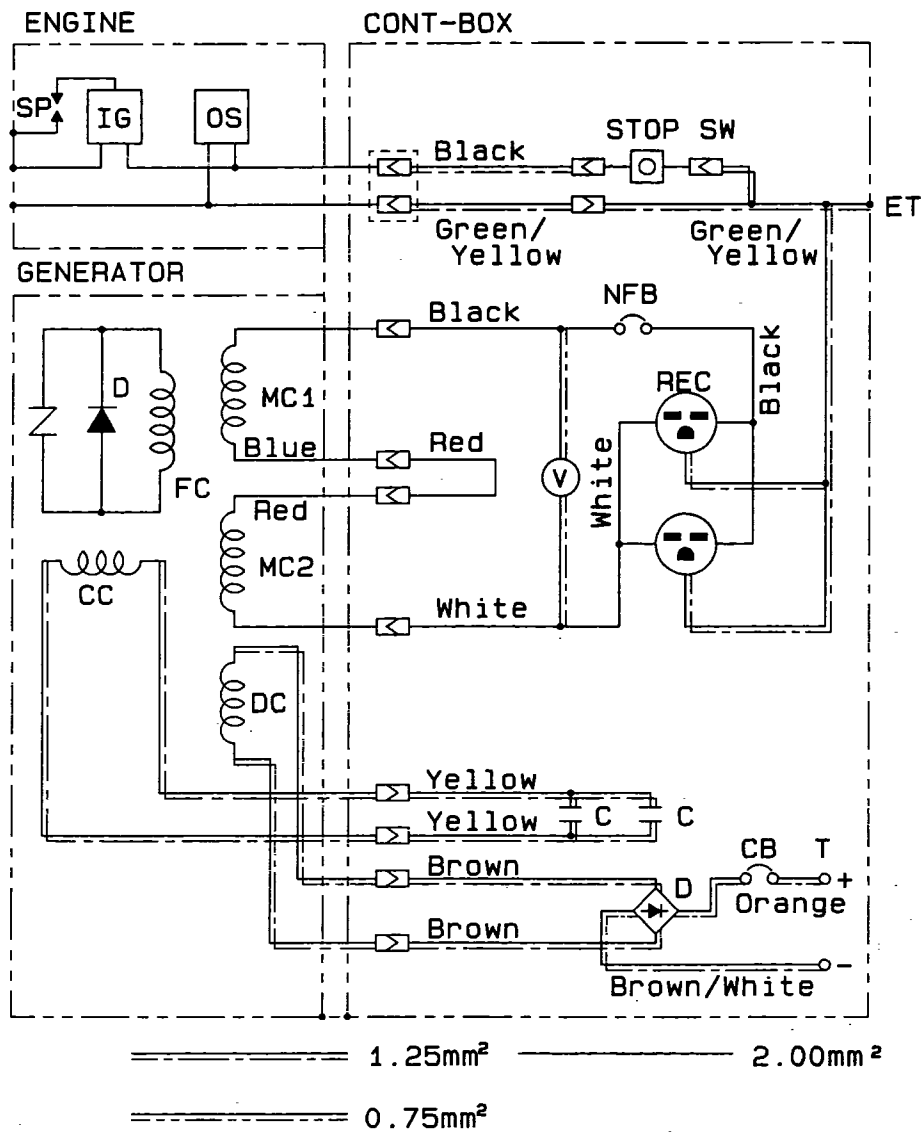 ENGINE
CONT-BOX
SP
IG
OS
STOP SW
Black
ET
Green/
Yellow
Green/
Yellow
GENERATOR
NFB
Black
D
MC1
REC
Black
Blue
Red
FC
V
White
Red
MC2
CC
White
DC
Yellow
C
C
Yellow
CB
T
Brown
D
+
Orange
Brown
-
Brown/White
1.25mm²
2.00mm²
0.75mm²